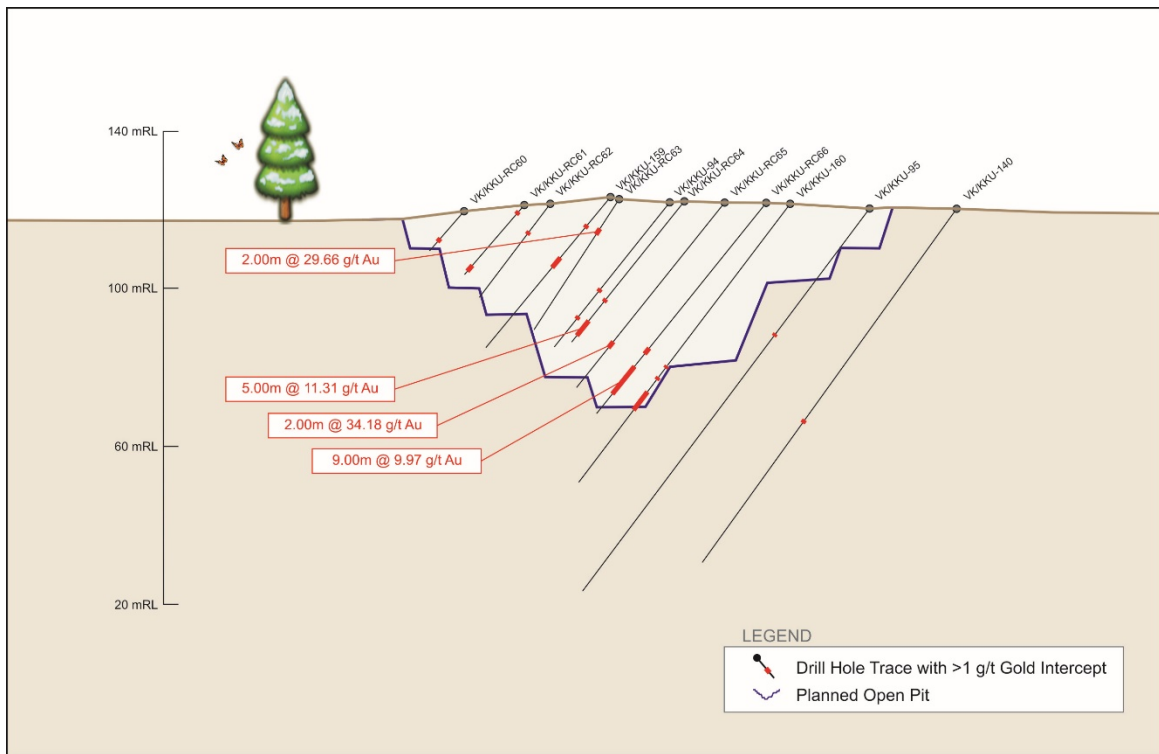 140 mRL
100 mRL
60 mRL
20 mRL
VK/KKU-RC60
VK/KKU-RC61
VK/KKU-RC62
VK/KKU-159
VK/KKU-RC63
VK/KKU-94
VK/KKU-RC64
VK/KKU-RC65
VK/KKU-RC66
VK/KKU-160
VK/KKU-95
VK/KKU-140
2.00m @ 29.66 g/t Au
5.00m @ 11.31 g/t Au
2.00m @ 34.18 g/t Au
9.00m @ 9.97 g/t Au
LEGEND
Drill Hole Trace with >1 g/t Gold Intercept
Planned Open Pit